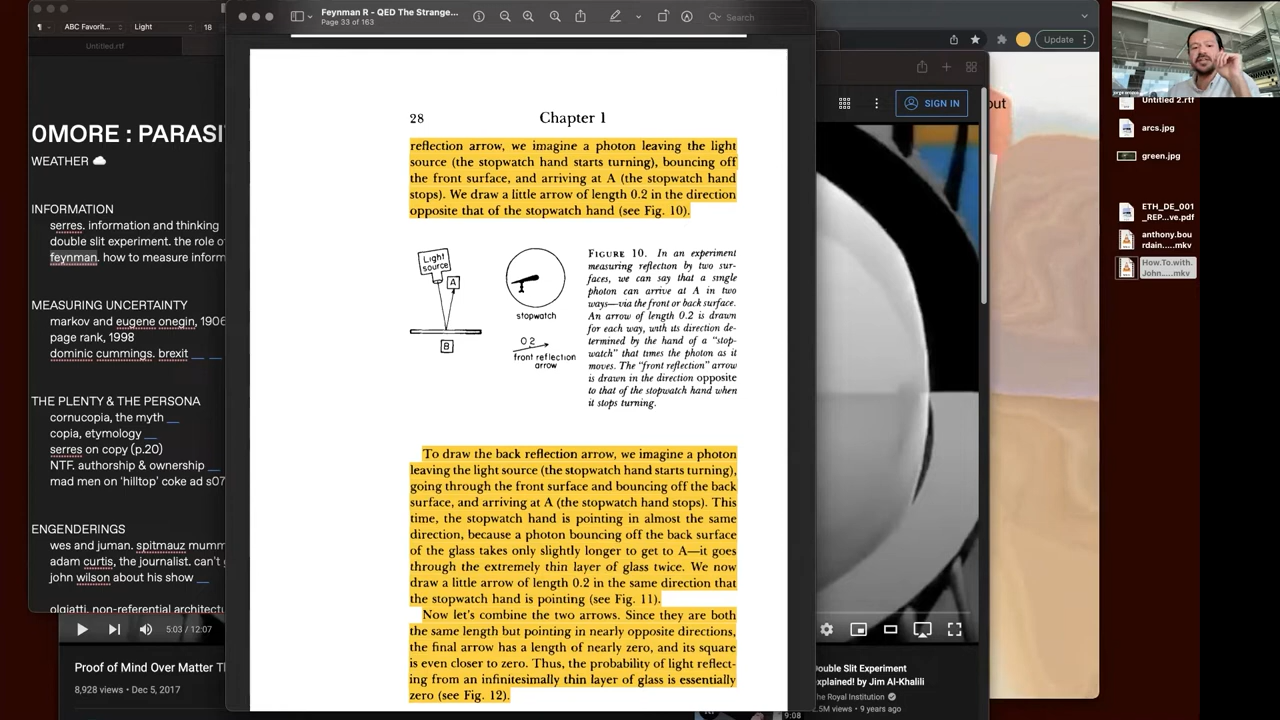 ABC Favorit...
Light
18
Untitled.rtf
0MORE : PARASI
WEATHER ☁️
INFORMATION
serres. information and thinking
double slit experiment. the role o
feynman. how to measure inform
MEASURING UNCERTAINTY
markov and eugene onegin, 1906
page rank, 1998
dominic cummings. brexit __ __
THE PLENTY & THE PERSONA
cornucopia, the myth __
copia, etymology __
serres on copy (p.20)
NTF. authorship & ownership __
mad men on 'hilltop' coke ad s07
ENGENDERINGS
wes and juman. spitmauz mumm
adam curtis, the journalist. can't g
john wilson about his show __
olgiatti. non-referential architectu
5:03 / 12:07
Proof of Mind Over Matter T
8,928 views • Dec 5, 2017
Feynman R - QED The Strange...
Page 33 of 163
Search
28
Chapter 1
reflection arrow, we imagine a photon leaving the light
source (the stopwatch hand starts turning), bouncing off
the front surface, and arriving at A (the stopwatch hand
stops). We draw a little arrow of length 0.2 in the direction
opposite that of the stopwatch hand (see Fig. 10).
Light
source
A
B
stopwatch
0.2
front reflection
arrow
FIGURE 10. In an experiment
measuring reflection by two sur-
faces, we can say that a single
photon can arrive at A in two
ways—via the front or back surface.
An arrow of length 0.2 is drawn
for each way, with its direction de-
termined by the hand of a "stop-
watch" that times the photon as it
moves. The "front reflection" arrow
is drawn in the direction opposite
to that of the stopwatch hand when
it stops turning.
To draw the back reflection arrow, we imagine a photon
leaving the light source (the stopwatch hand starts turning),
going through the front surface and bouncing off the back
surface, and arriving at A (the stopwatch hand stops). This
time, the stopwatch hand is pointing in almost the same
direction, because a photon bouncing off the back surface
of the glass takes only slightly longer to get to A—it goes
through the extremely thin layer of glass twice. We now
draw a little arrow of length 0.2 in the same direction that
the stopwatch hand is pointing (see Fig. 11).
Now let's combine the two arrows. Since they are both
the same length but pointing in nearly opposite directions,
the final arrow has a length of nearly zero, and its square
is even closer to zero. Thus, the probability of light reflect-
ing from an infinitesimally thin layer of glass is essentially
zero (see Fig. 12).
Update
SIGN IN
out
Double Slit Experiment
explained! by Jim Al-Khalili
The Royal Institution
2.5M views • 9 years ago
9:08
Untitled 2.rtf
arcs.jpg
green.jpg
ETH_DE_001
_REP...ve.pdf
anthony.bou
rdain....mkv
How.To.with.
John....mkv